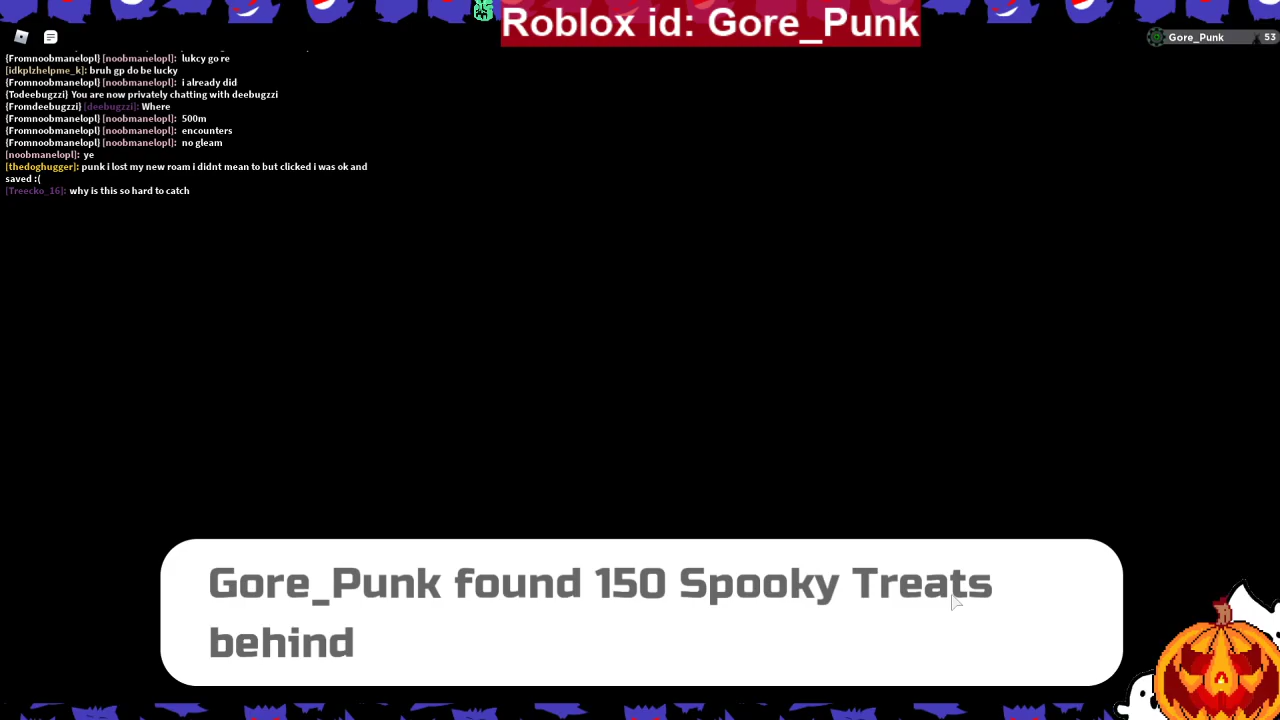 Roblox id: Gore_Punk
Gore_Punk 53
{Fromnoobmanelopl} [noobmanelopl]: lukcy go re
[idkplzhelpme_k]: bruh gp do be lucky
{Fromnoobmanelopl} [noobmanelopl]: i already did
{Todeebugzzi} You are now privately chatting with deebugzzi
{Fromdeebugzzi} [deebugzzi]: Where
{Fromnoobmanelopl} [noobmanelopl]: 500m
{Fromnoobmanelopl} [noobmanelopl]: encounters
{Fromnoobmanelopl} [noobmanelopl]: no gleam
[noobmanelopl]: ye
[thedoghugger]: punk i lost my new roam i didnt mean to but clicked i was ok and
saved :(
[Treecko_16]: why is this so hard to catch
Gore_Punk found 150 Spooky Treats
behind